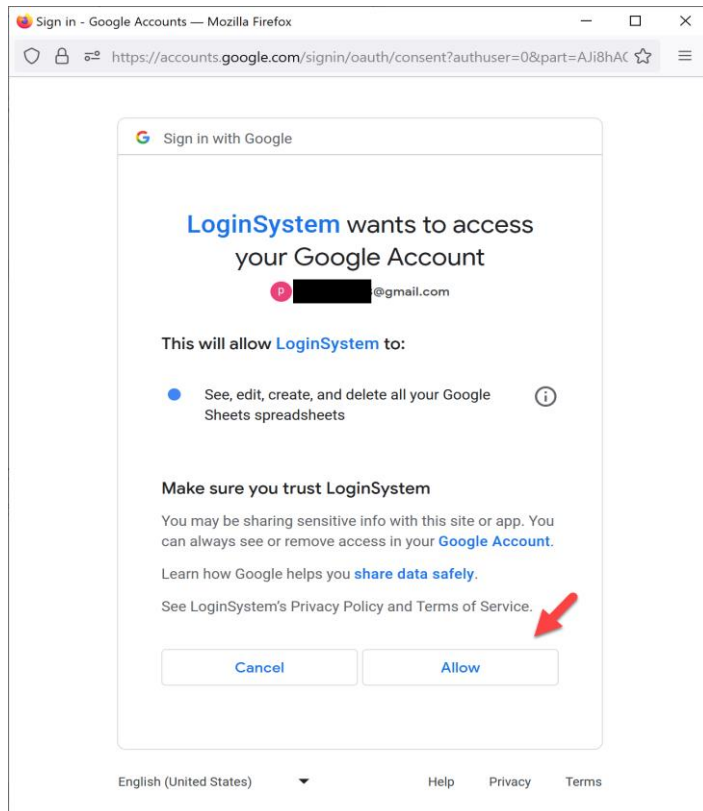 Sign in - Google Accounts — Mozilla Firefox
https://accounts.google.com/signin/oauth/consent?authuser=0&part=AJi8hAC
Sign in with Google
LoginSystem wants to access
your Google Account
P @gmail.com
This will allow LoginSystem to:
See, edit, create, and delete all your Google
Sheets spreadsheets
Make sure you trust LoginSystem
You may be sharing sensitive info with this site or app. You
can always see or remove access in your Google Account.
Learn how Google helps you share data safely.
See LoginSystem's Privacy Policy and Terms of Service.
Cancel Allow
English (United States) Help Privacy Terms